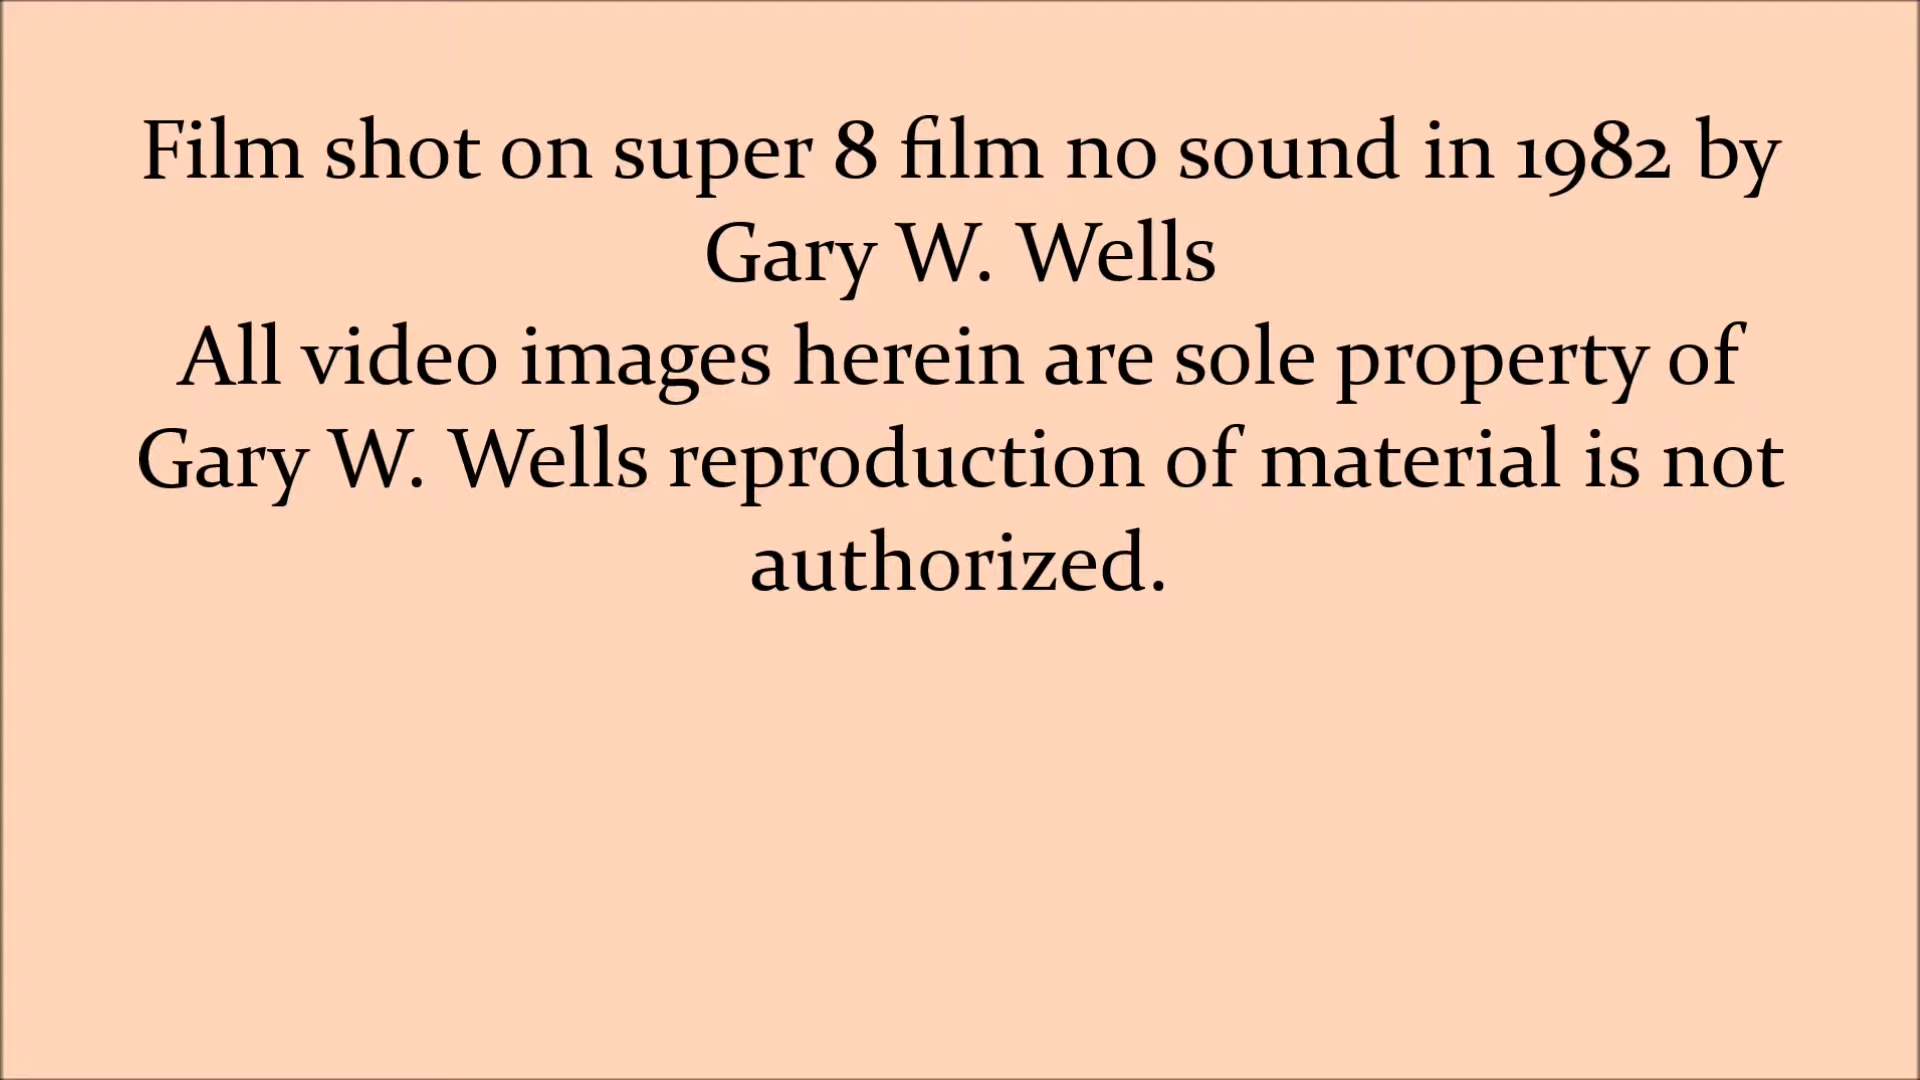 Film shot on super 8 film no sound in 1982 by
Gary W. Wells
All video images herein are sole property of
Gary W. Wells reproduction of material is not
authorized.